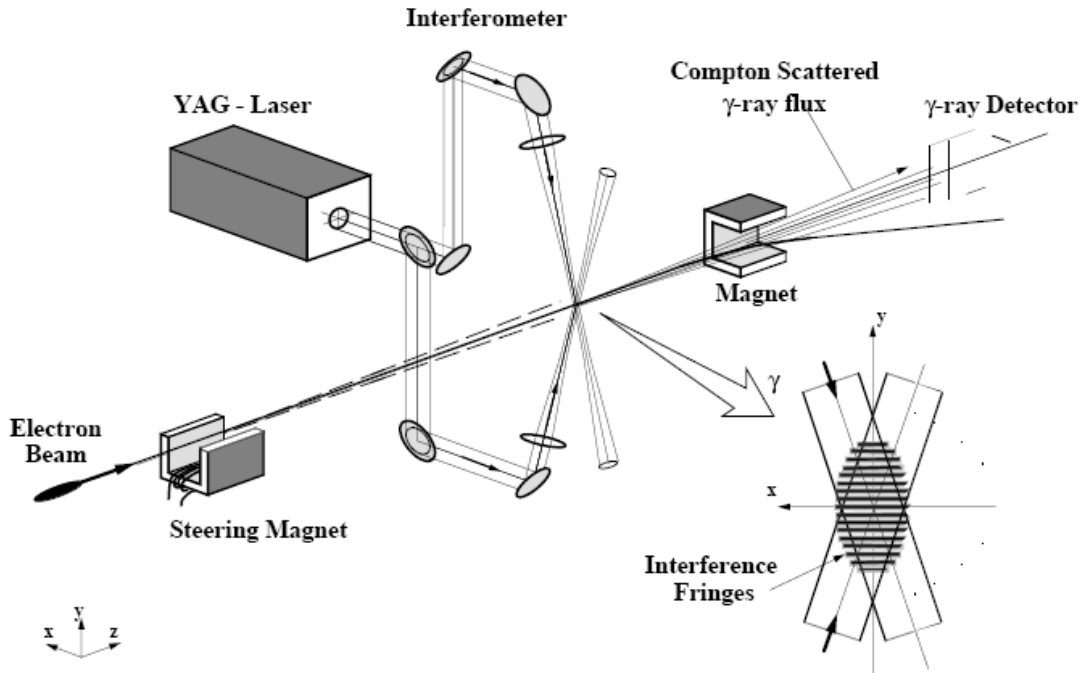 Interferometer
Compton Scattered
γ-ray flux
YAG - Laser
γ-ray Detector
Magnet
y
γ
Electron
Beam
x
Steering Magnet
Interference
Fringes
y
x
z